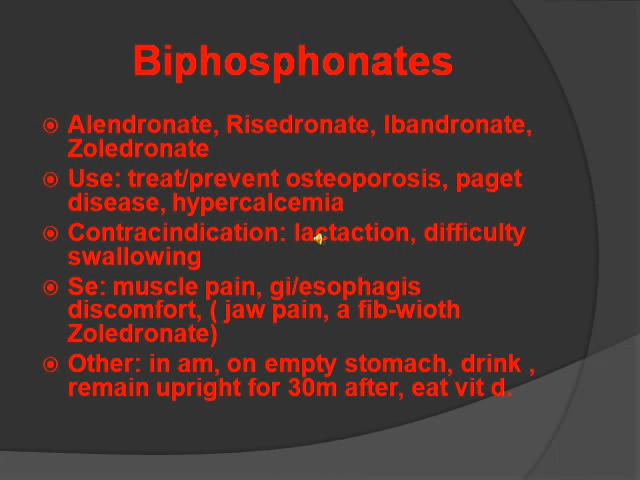 Biphosphonates
Alendronate, Risedronate, Ibandronate,
Zoledronate
Use: treat/prevent osteoporosis, paget
disease, hypercalcemia
Contracindication: lactaction, difficulty
swallowing
Se: muscle pain, gi/esophagis
discomfort, ( jaw pain, a fib-wioth
Zoledronate)
Other: in am, on empty stomach, drink ,
remain upright for 30m after, eat vit d.